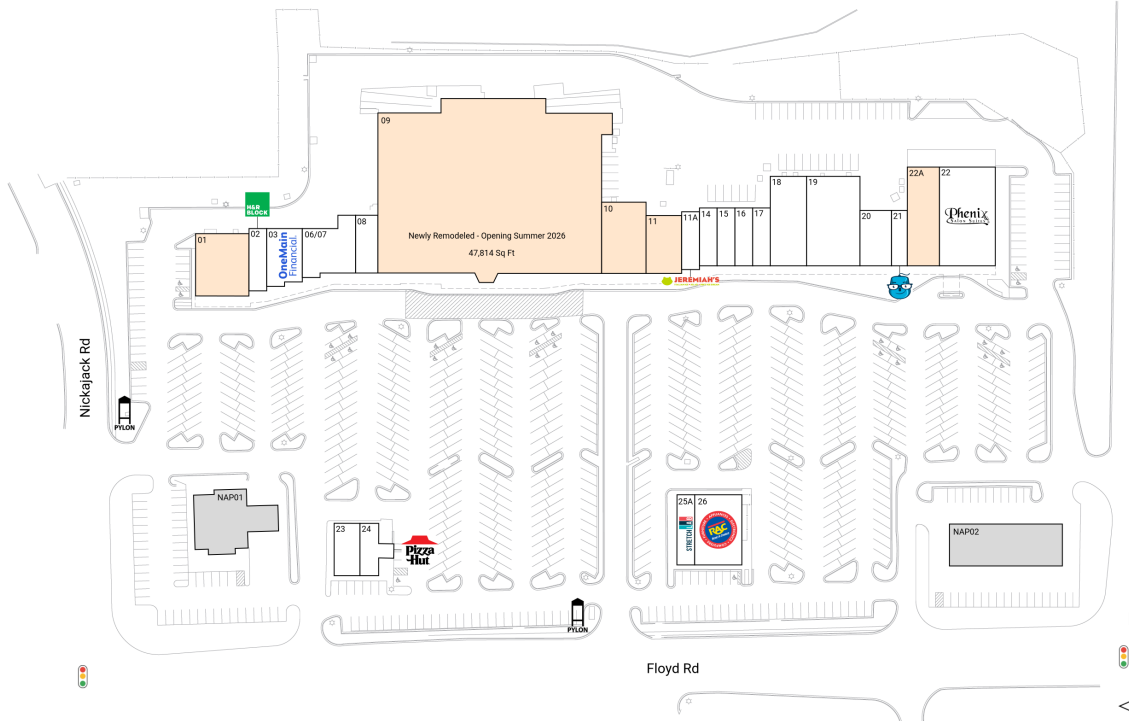 09
22A
22
18
19
H&R
BLOCK
Phenix
Salon Suites
10
11
11A
14
15
16
17
20
21
08
02
03
06/07
01
OneMain
Financial.
Newly Remodeled - Opening Summer 2026
47,814 Sq Ft
JEREMIAH'S
Nickajack Rd
PYLON
NAP01
25A
26
STRETCH
RAC
23
24
Pizza
Hut
NAP02
PYLON
Floyd Rd